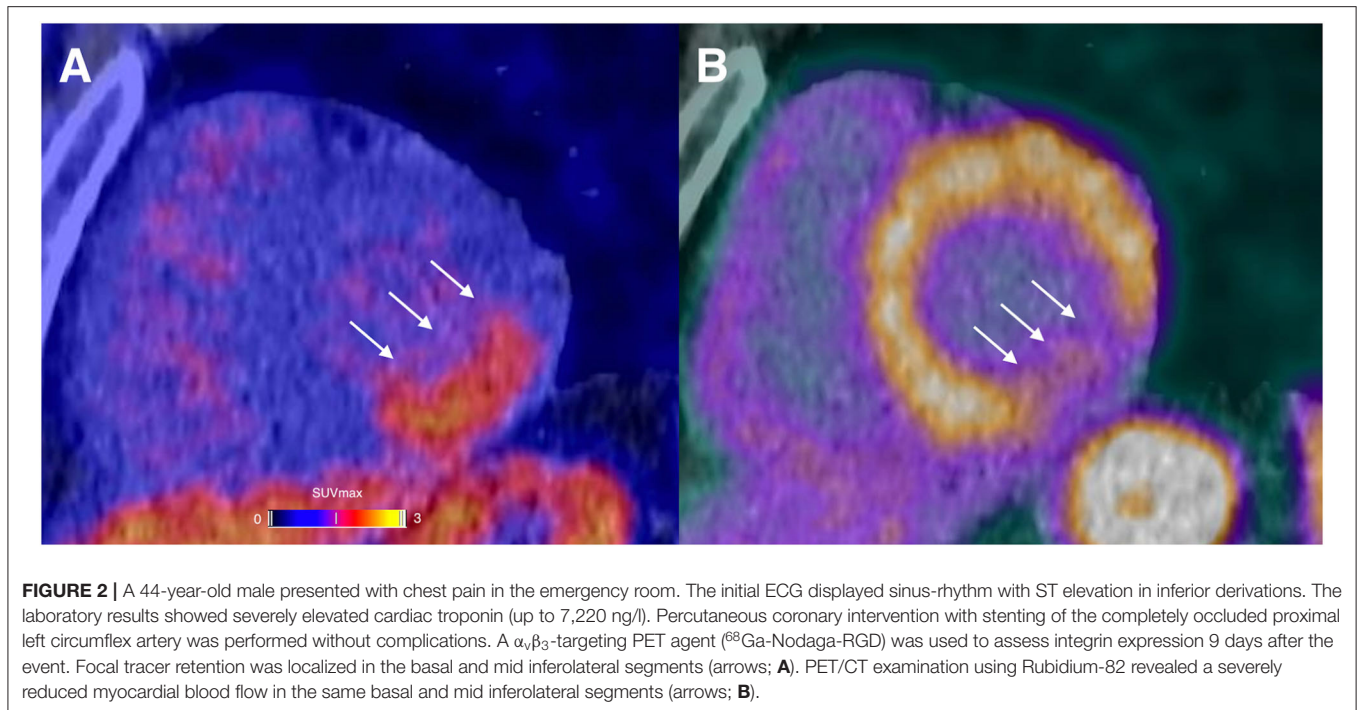 A
B
SUVmax
0
3
FIGURE 2 | A 44-year-old male presented with chest pain in the emergency room. The initial ECG displayed sinus-rhythm with ST elevation in inferior derivations. The
laboratory results showed severely elevated cardiac troponin (up to 7,220 ng/l). Percutaneous coronary intervention with stenting of the completely occluded proximal
left circumflex artery was performed without complications. A αvβ3-targeting PET agent (⁶⁸Ga-Nodaga-RGD) was used to assess integrin expression 9 days after the
event. Focal tracer retention was localized in the basal and mid inferolateral segments (arrows; A). PET/CT examination using Rubidium-82 revealed a severely
reduced myocardial blood flow in the same basal and mid inferolateral segments (arrows; B).